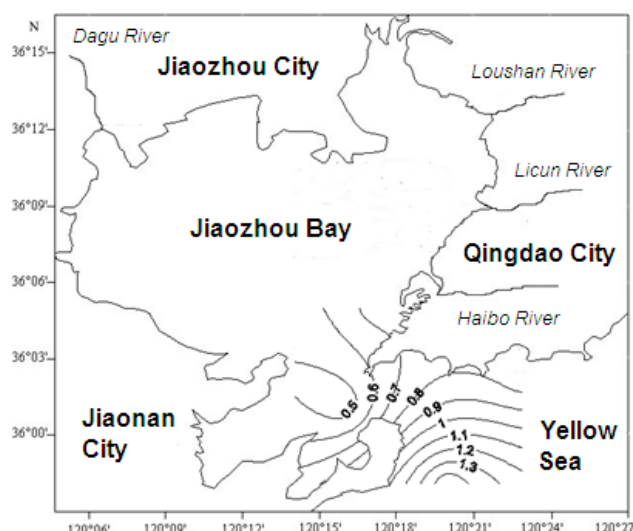 N
Dagu River
36°15'
Jiaozhou City
Loushan River
36°12'
Licun River
36°09'
Jiaozhou Bay
Qingdao City
36°06'
Haibo River
36°03'
0.5
0.6
0.7
0.8
0.9
1
1.1
1.2
1.3
Jiaonan
City
36°00'
Yellow
Sea
120°06' 120°09' 120°12' 120°15' 120°18' 120°21' 120°24' 120°27'